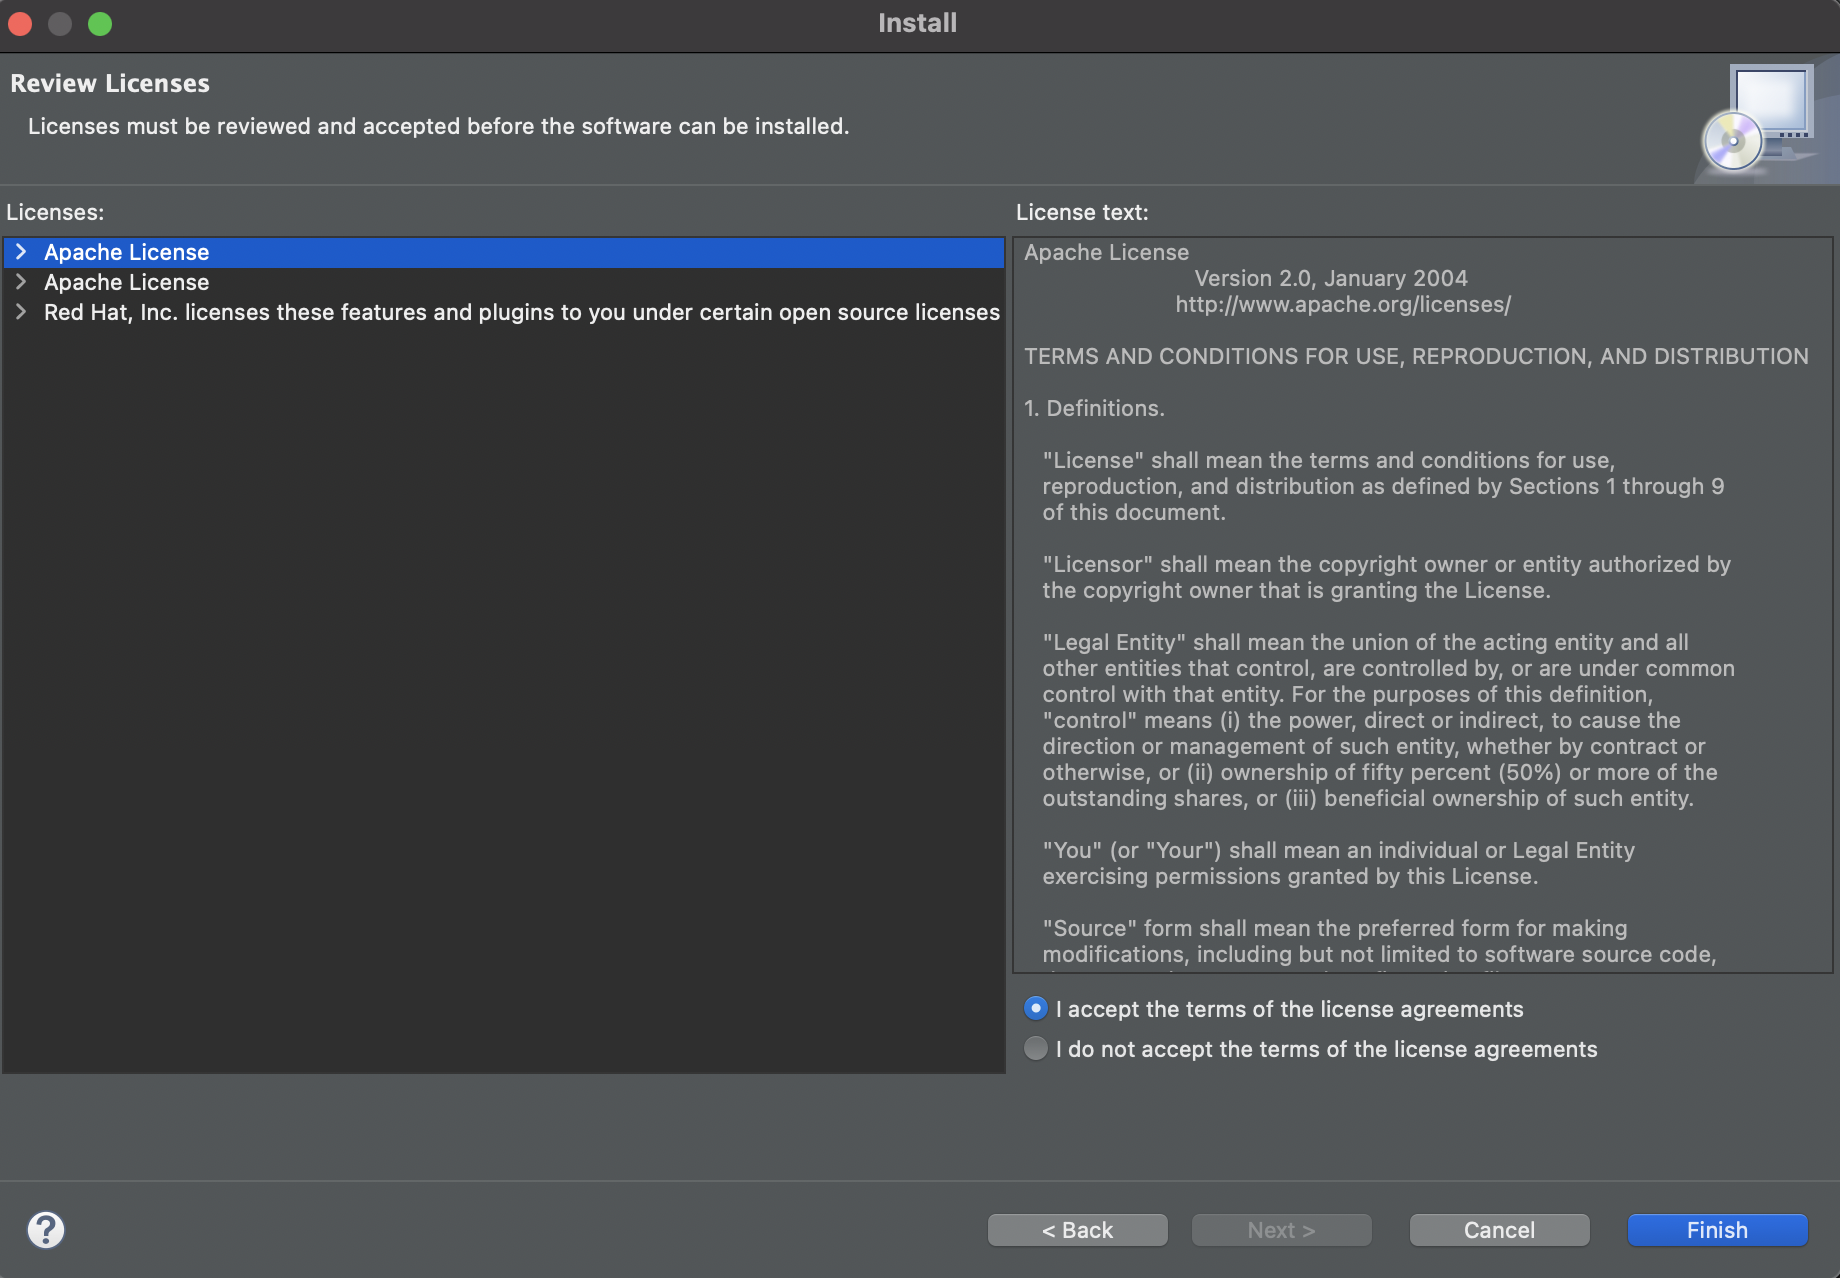 Install
Review Licenses
Licenses must be reviewed and accepted before the software can be installed.
Licenses:
Apache License
Apache License
Red Hat, Inc. licenses these features and plugins to you under certain open source licenses
License text:
Apache License
Version 2.0, January 2004
http://www.apache.org/licenses/
TERMS AND CONDITIONS FOR USE, REPRODUCTION, AND DISTRIBUTION
1. Definitions.
"License" shall mean the terms and conditions for use,
reproduction, and distribution as defined by Sections 1 through 9
of this document.
"Licensor" shall mean the copyright owner or entity authorized by
the copyright owner that is granting the License.
"Legal Entity" shall mean the union of the acting entity and all
other entities that control, are controlled by, or are under common
control with that entity. For the purposes of this definition,
"control" means (i) the power, direct or indirect, to cause the
direction or management of such entity, whether by contract or
otherwise, or (ii) ownership of fifty percent (50%) or more of the
outstanding shares, or (iii) beneficial ownership of such entity.
"You" (or "Your") shall mean an individual or Legal Entity
exercising permissions granted by this License.
"Source" form shall mean the preferred form for making
modifications, including but not limited to software source code,
I accept the terms of the license agreements
I do not accept the terms of the license agreements
?
< Back
Next >
Cancel
Finish